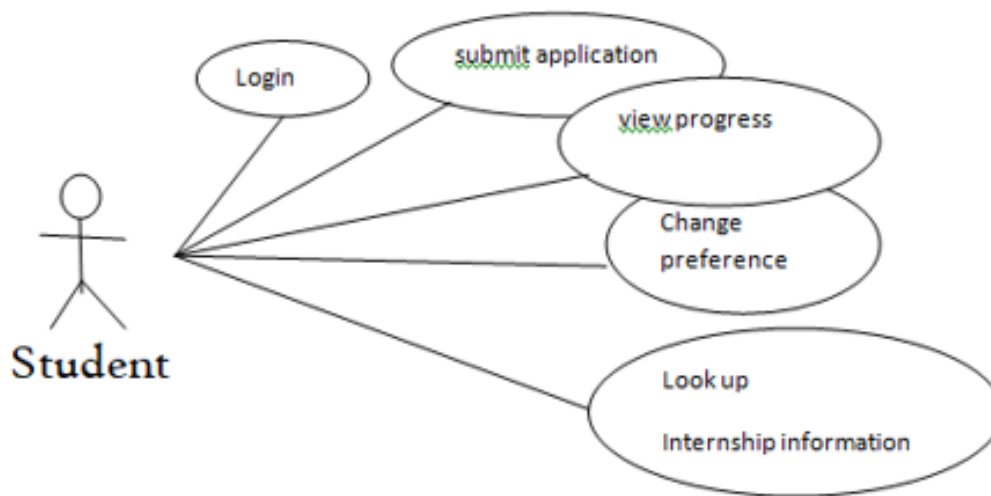 Login
submit application
view progress
Change
preference
Student
Look up
Internship information